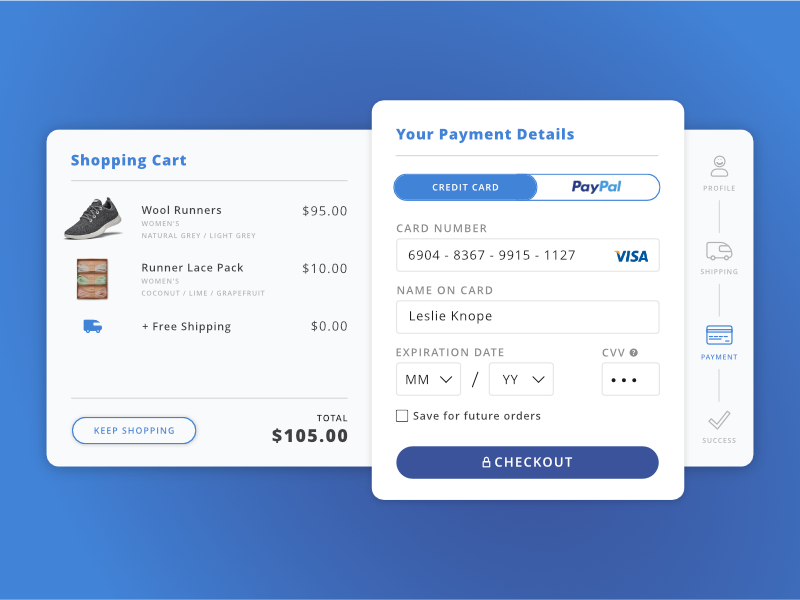 Shopping Cart
Wool Runners
WOMEN'S
NATURAL GREY / LIGHT GREY
$95.00
Runner Lace Pack
WOMEN'S
COCONUT / LIME / GRAPEFRUIT
$10.00
+ Free Shipping
$0.00
KEEP SHOPPING
TOTAL
$105.00
Your Payment Details
CREDIT CARD
PayPal
CARD NUMBER
6904 - 8367 - 9915 - 1127
VISA
NAME ON CARD
Leslie Knope
EXPIRATION DATE
MM / YY
CVV ?
•••
Save for future orders
CHECKOUT
PROFILE
SHIPPING
PAYMENT
SUCCESS